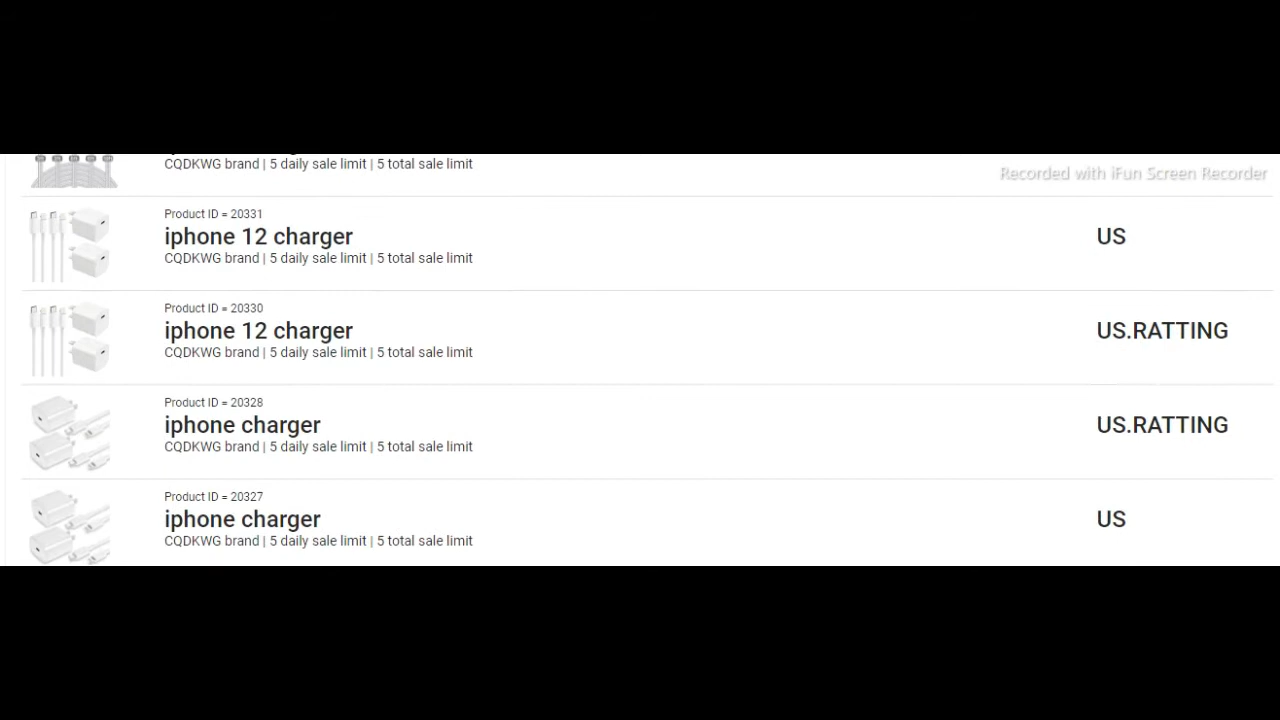 CQDKWG brand | 5 daily sale limit | 5 total sale limit
Recorded with iFun Screen Recorder
Product ID = 20331
iphone 12 charger
US
CQDKWG brand | 5 daily sale limit | 5 total sale limit
Product ID = 20330
iphone 12 charger
US.RATTING
CQDKWG brand | 5 daily sale limit | 5 total sale limit
Product ID = 20328
iphone charger
US.RATTING
CQDKWG brand | 5 daily sale limit | 5 total sale limit
Product ID = 20327
iphone charger
US
CQDKWG brand | 5 daily sale limit | 5 total sale limit